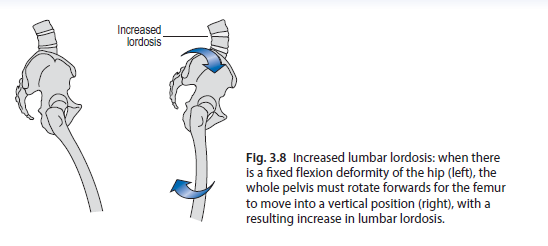 Increased
lordosis
Fig. 3.8 Increased lumbar lordosis: when there
is a fixed flexion deformity of the hip (left), the
whole pelvis must rotate forwards for the femur
to move into a vertical position (right), with a
resulting increase in lumbar lordosis.